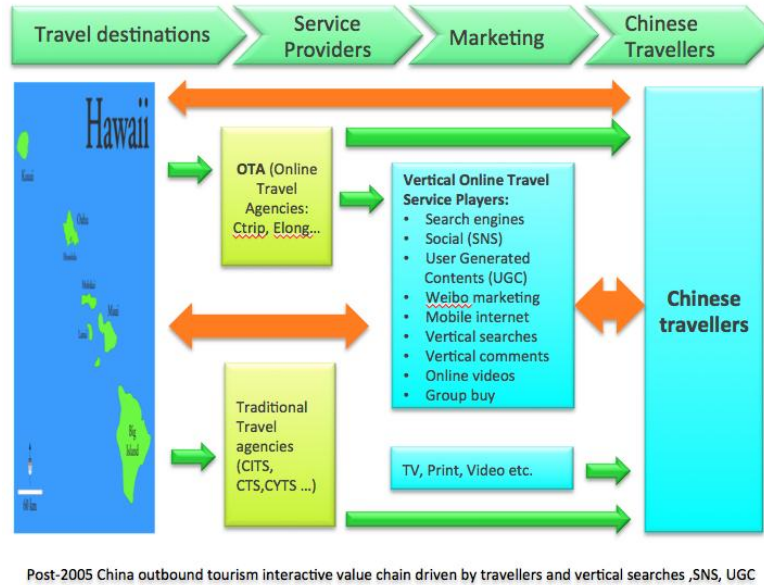 Travel destinations
Service
Providers
Marketing
Chinese
Travellers
Hawaii
Kauai
Oahu
Honolulu
Molokai
Maui
Lanai
Big
Island
60 km
OTA (Online
Travel
Agencies:
Ctrip, Elong...
Vertical Online Travel
Service Players:
• Search engines
• Social (SNS)
• User Generated
Contents (UGC)
• Weibo marketing
• Mobile internet
• Vertical searches
• Vertical comments
• Online videos
• Group buy
Chinese
travellers
Traditional
Travel
agencies
(CITS,
CTS,CYTS ...)
TV, Print, Video etc.
Post-2005 China outbound tourism interactive value chain driven by travellers and vertical searches ,SNS, UGC